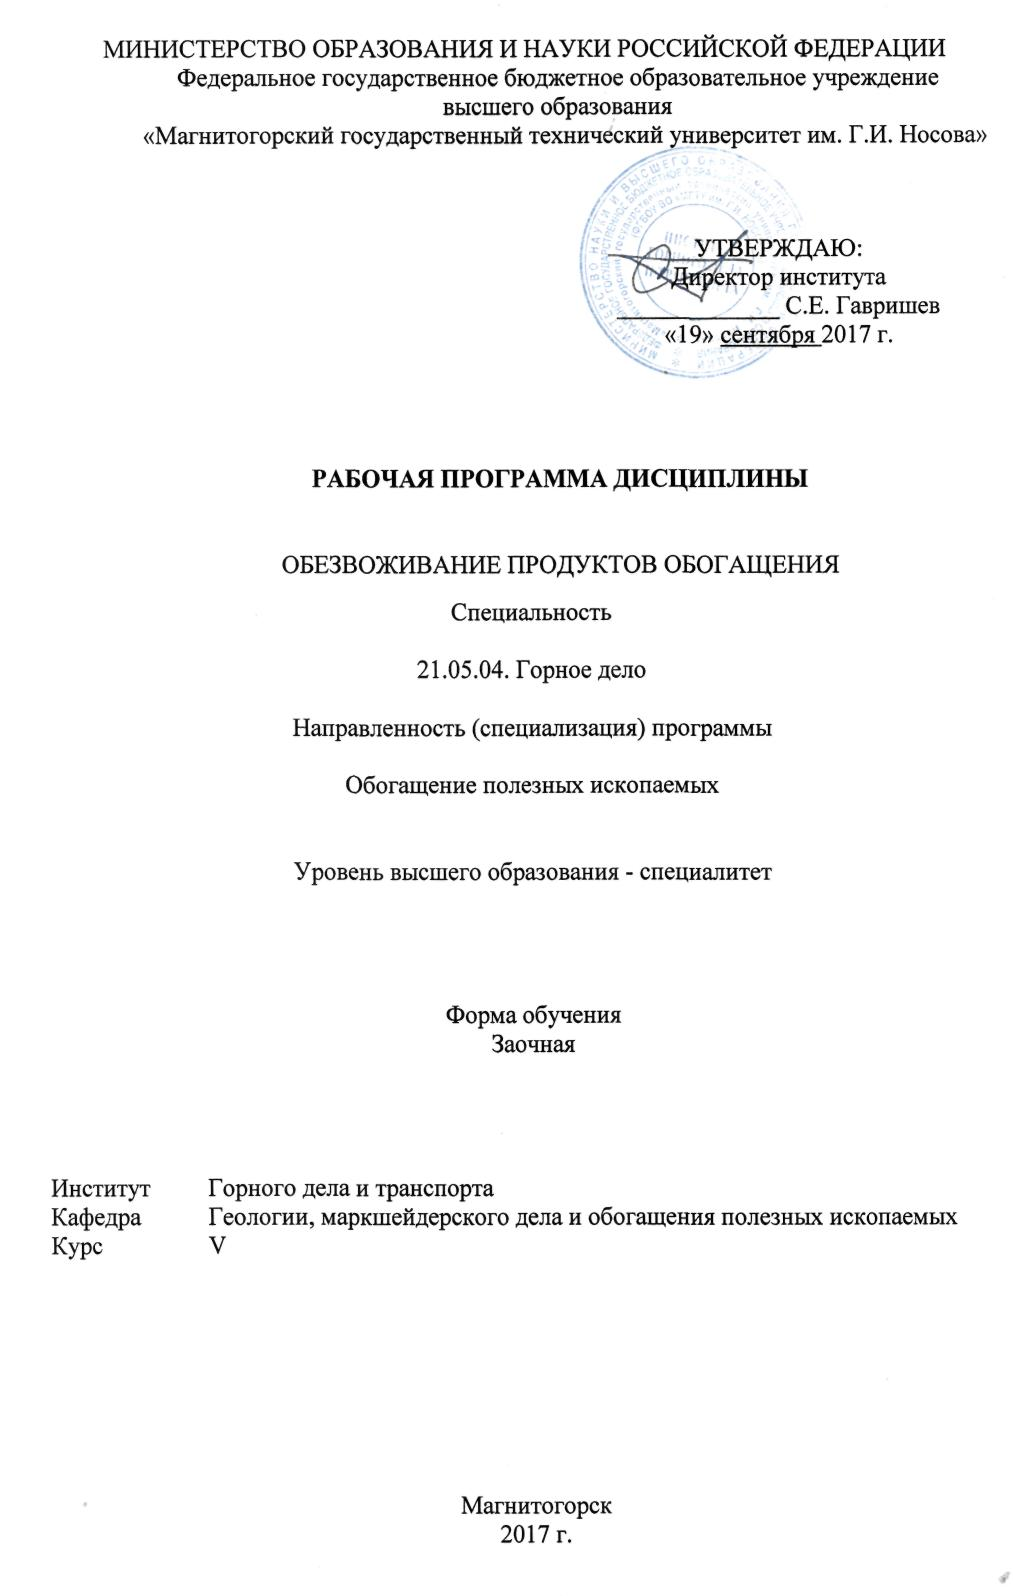 МИНИСТЕРСТВО ОБРАЗОВАНИЯ И НАУКИ РОССИЙСКОЙ ФЕДЕРАЦИИ
Федеральное государственное бюджетное образовательное учреждение
высшего образования
«Магнитогорский государственный технический университет им. Г.И. Носова»
УТВЕРЖДАЮ:
Директор института
С.Е. Гавришев
«19» сентября 2017 г.
РАБОЧАЯ ПРОГРАММА ДИСЦИПЛИНЫ
ОБЕЗВОЖИВАНИЕ ПРОДУКТОВ ОБОГАЩЕНИЯ
Специальность
21.05.04. Горное дело
Направленность (специализация) программы
Обогащение полезных ископаемых
Уровень высшего образования - специалитет
Форма обучения
Заочная
Институт Горного дела и транспорта
Кафедра Геологии, маркшейдерского дела и обогащения полезных ископаемых
Курс V
Магнитогорск
2017 г.